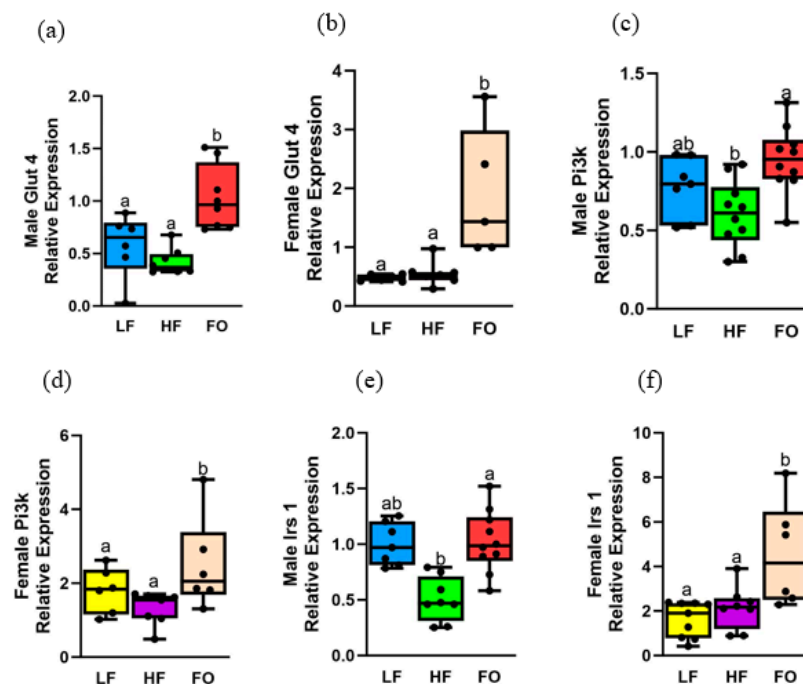 (a)
Male Glut 4
Relative Expression
2.0
1.5
1.0
0.5
0.0
a
a
b
LF HF FO
(b)
Female Glut 4
Relative Expression
4
3
2
1
0
a
a
b
LF HF FO
(c)
Male Pi3k
Relative Expression
1.5
1.0
0.5
0.0
ab
b
a
LF HF FO
(d)
Female Pi3k
Relative Expression
6
4
2
0
a
a
b
LF HF FO
(e)
Male Irs 1
Relative Expression
2.0
1.5
1.0
0.5
0.0
ab
b
a
LF HF FO
(f)
Female Irs 1
Relative Expression
10
8
6
4
2
0
a
a
b
LF HF FO